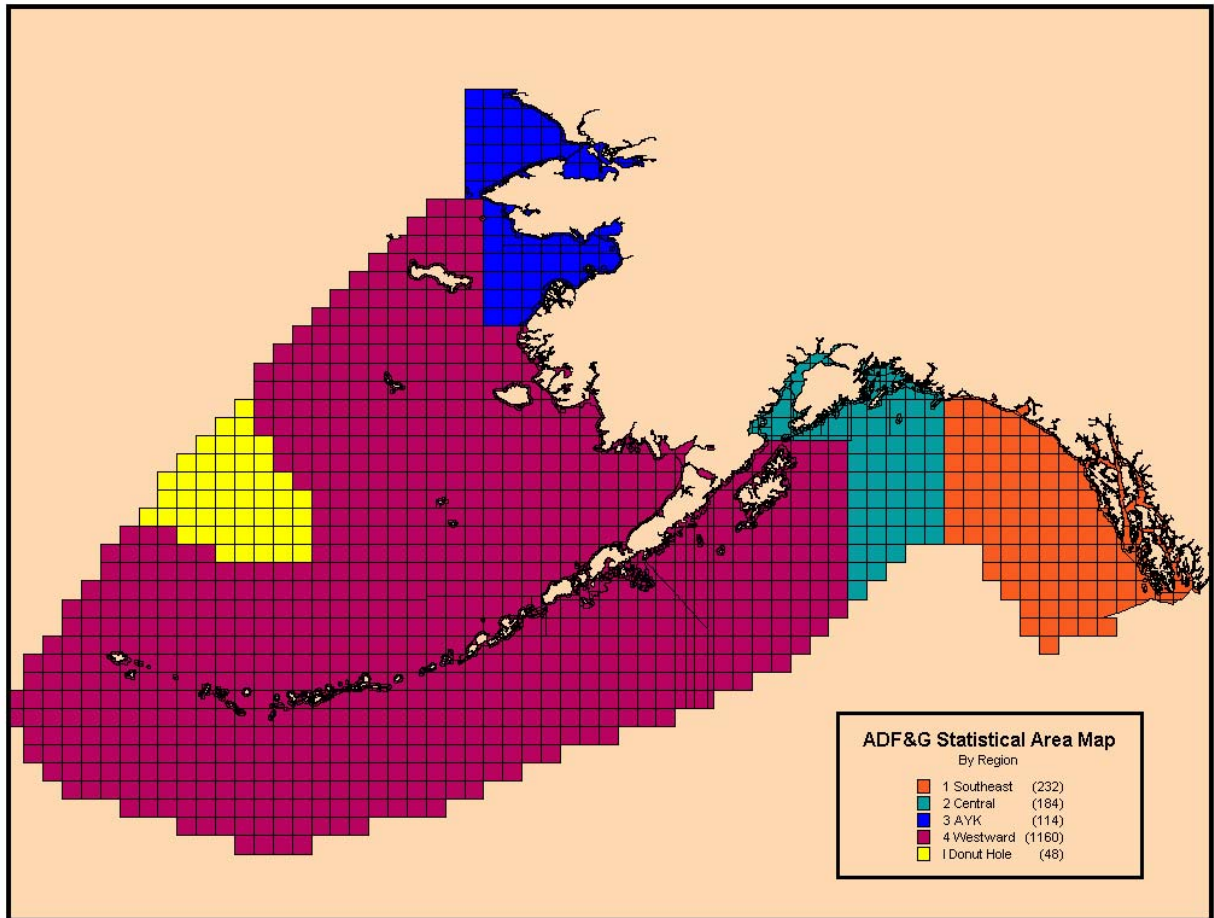 ADF&G Statistical Area Map
By Region
1 Southeast (232)
2 Central (184)
3 AYK (114)
4 Westward (1160)
I Donut Hole (48)